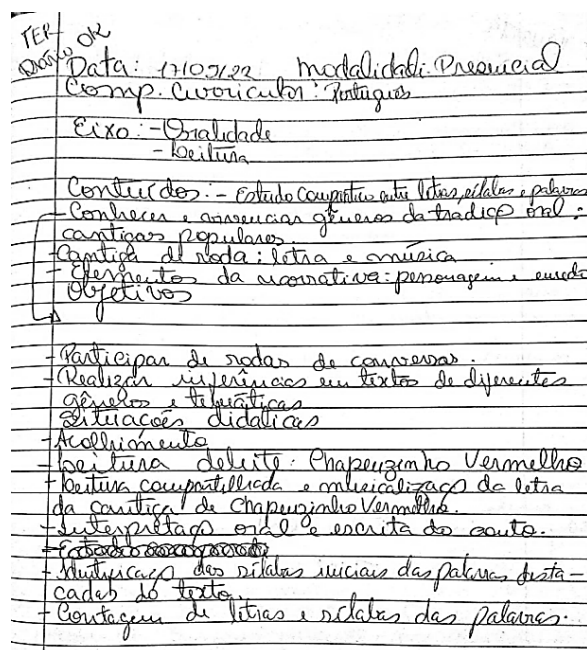 TER
Diário OK
Data: 17/05/22 Modalidade: Presencial
Comp. Curricular: Português
Eixo: - Oralidade
- Leitura
Conteúdos: - Estudo Comparativo entre letras, sílabas e palavras
- Conhecer e vivenciar gêneros da tradição oral:
cantigas populares.
- Cantiga de roda: letra e música
- Elementos da narrativa: personagem e enredo
Objetivos
- Participar de rodas de conversas.
- Realizar inferências em textos de diferentes
gêneros e temáticas
Situações didáticas
- Acolhimento
- Leitura deleite: Chapeuzinho Vermelho
- Leitura compartilhada e musicalização da letra
da cantiga de Chapeuzinho Vermelho.
- Interpretação oral e escrita do conto.
- Identificação das sílabas iniciais das palavras desta-
cadas do texto.
- Contagem de letras e sílabas das palavras.